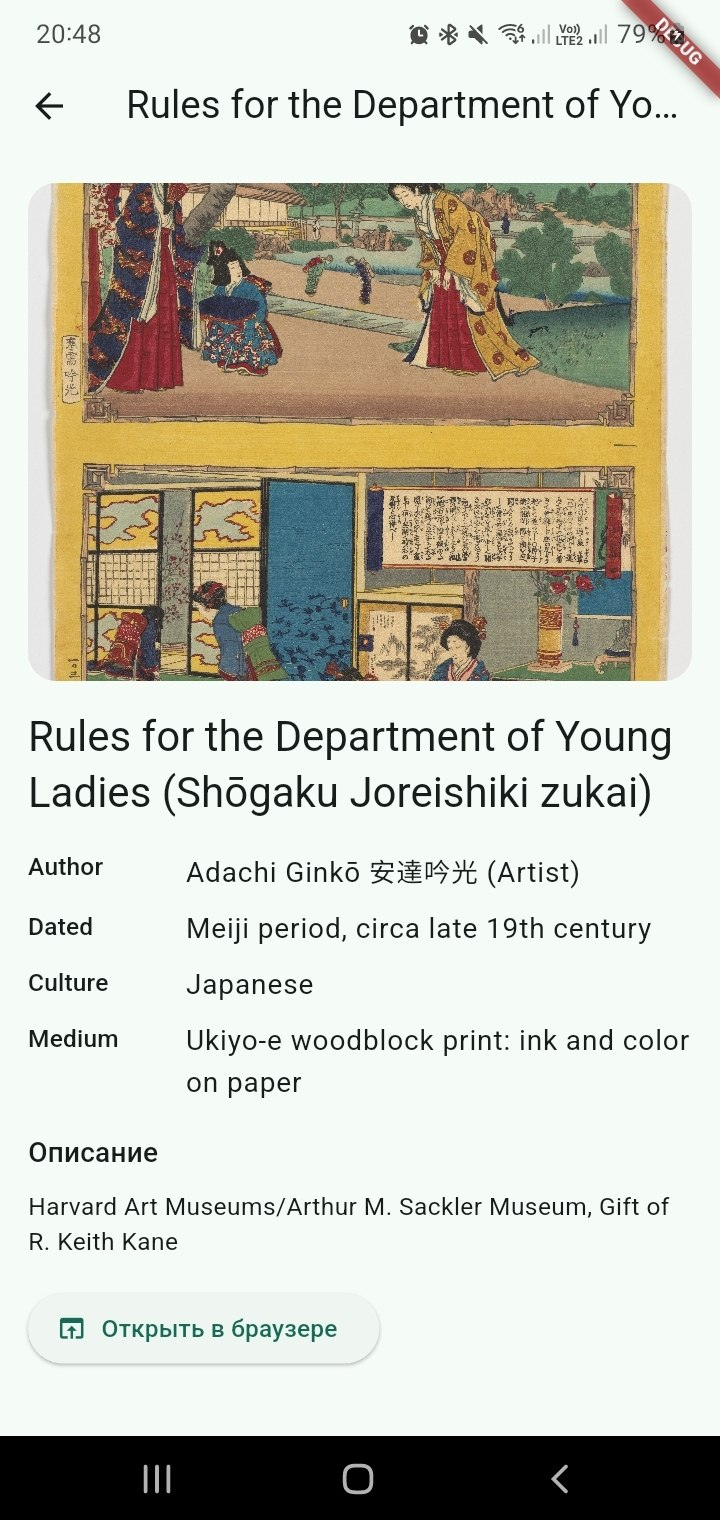 20:48
6
Vo))
LTE2
79%
DEBUG
Rules for the Department of Yo...
Rules for the Department of Young
Ladies (Shōgaku Joreishiki zukai)
Author
Adachi Ginkō 安達吟光 (Artist)
Dated
Meiji period, circa late 19th century
Culture
Japanese
Medium
Ukiyo-e woodblock print: ink and color
on paper
Описание
Harvard Art Museums/Arthur M. Sackler Museum, Gift of
R. Keith Kane
Открыть в браузере